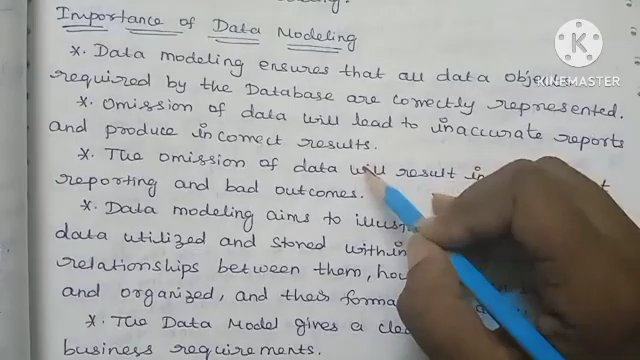 Importance of Data Modeling
*. Data modeling ensures that all data objects
required by the Database are correctly represented.
*. Omission of data will lead to inaccurate reports
and produce incorrect results.
*. The omission of data will result in
reporting and bad outcomes.
*. Data modeling aims to
data utilized and stored within
relationships between them,
and organized, and their
*. The Data Model gives a
business requirements.
KINEMASTER